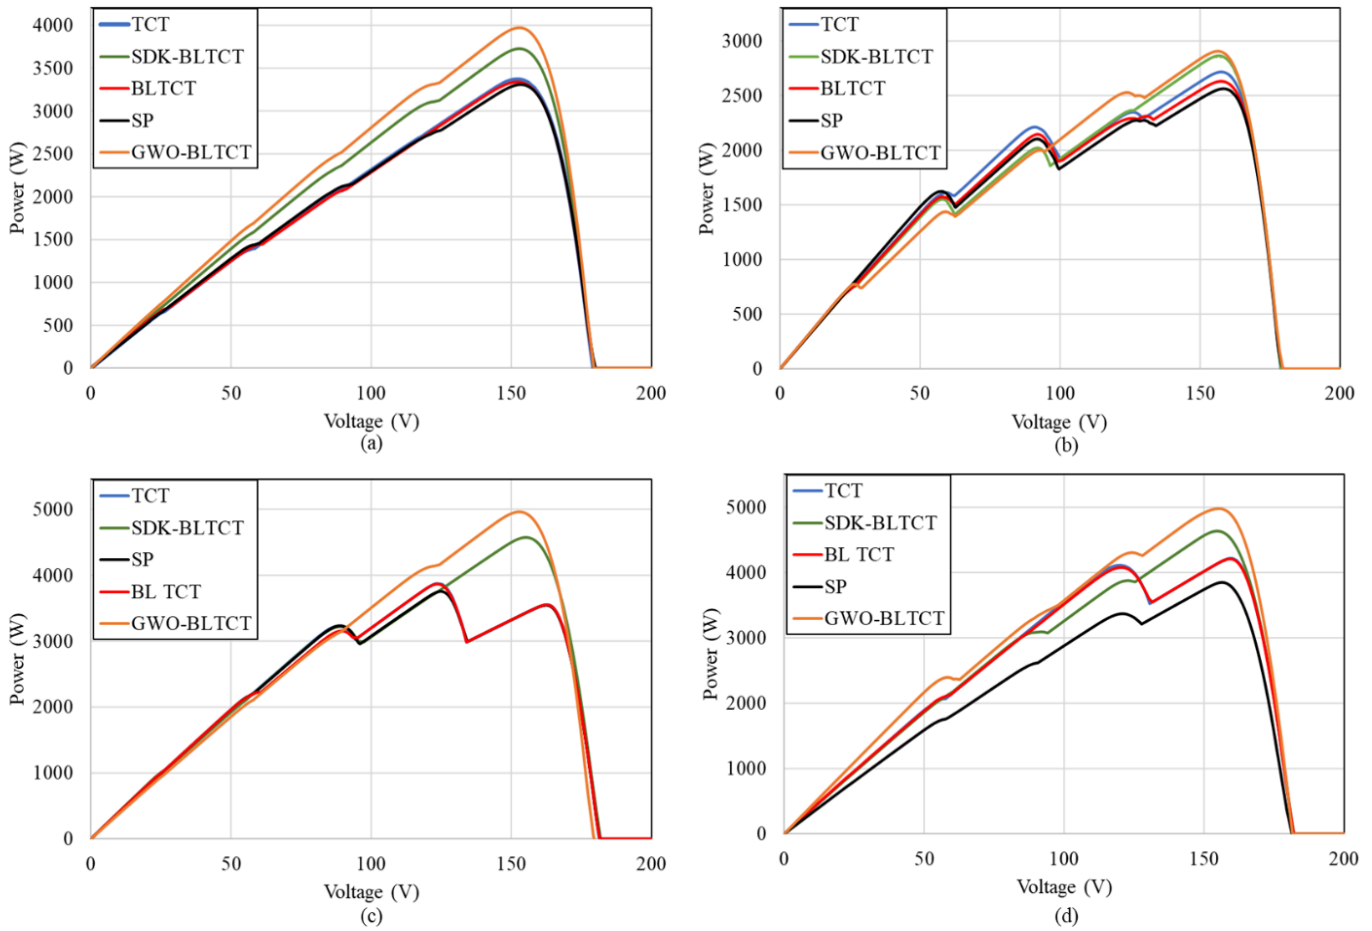 4000
3500
3000
2500
2000
1500
1000
500
0
Power (W)
TCT
SDK-BLTCT
BLTCT
SP
GWO-BLTCT
0 50 100 150 200
Voltage (V)
(a)
3000
2500
2000
1500
1000
500
0
Power (W)
TCT
SDK-BLTCT
BLTCT
SP
GWO-BLTCT
0 50 100 150 200
Voltage (V)
(b)
5000
4000
3000
2000
1000
0
Power (W)
TCT
SDK-BLTCT
SP
BL TCT
GWO-BLTCT
0 50 100 150 200
Voltage (V)
(c)
5000
4000
3000
2000
1000
0
Power (W)
TCT
SDK-BLTCT
BL TCT
SP
GWO-BLTCT
0 50 100 150 200
Voltage (V)
(d)